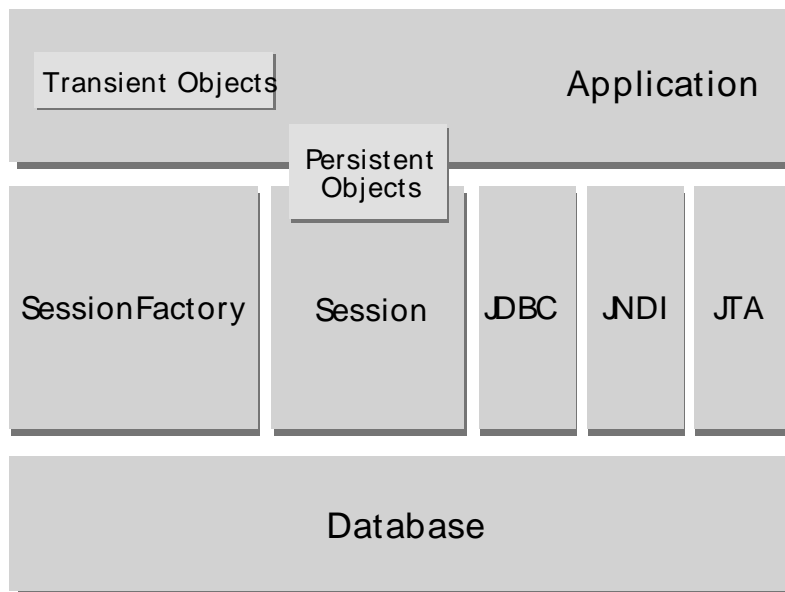 Transient Objects
Application
Persistent
Objects
SessionFactory
Session
JDBC
JNDI
JTA
Database